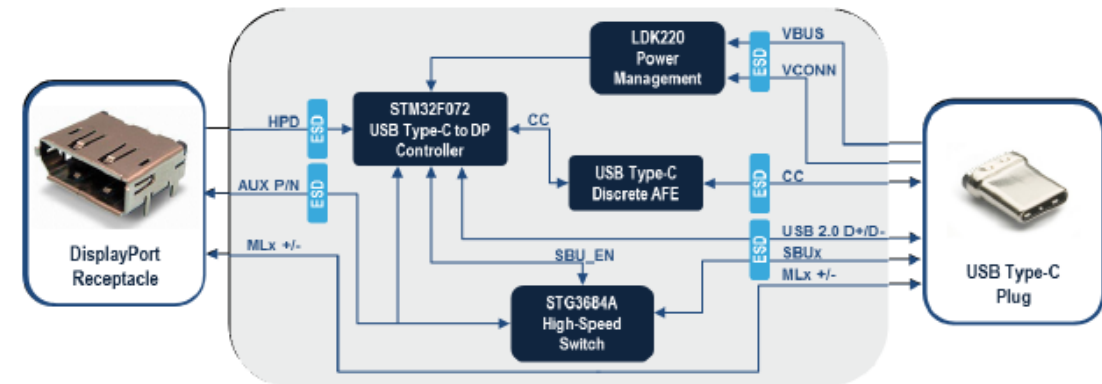 LDK220
Power
Management
ESD
VBUS
VCONN
STM32F072
USB Type-C to DP
Controller
HPD
ESD
CC
USB Type-C
Discrete AFE
ESD
CC
AUX P/N
ESD
DisplayPort
Receptacle
MLx +/-
SBU_EN
ESD
USB 2.0 D+/D-
SBUx
MLx +/-
USB Type-C
Plug
STG3684A
High-Speed
Switch